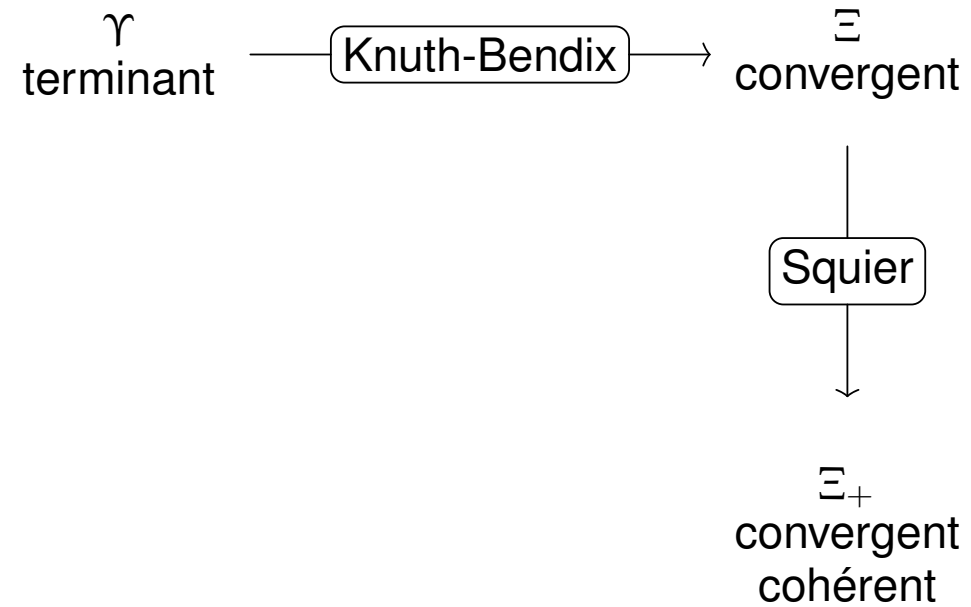 ϒ
terminant
Knuth-Bendix
Ξ
convergent
Squier
Ξ₊
convergent
cohérent